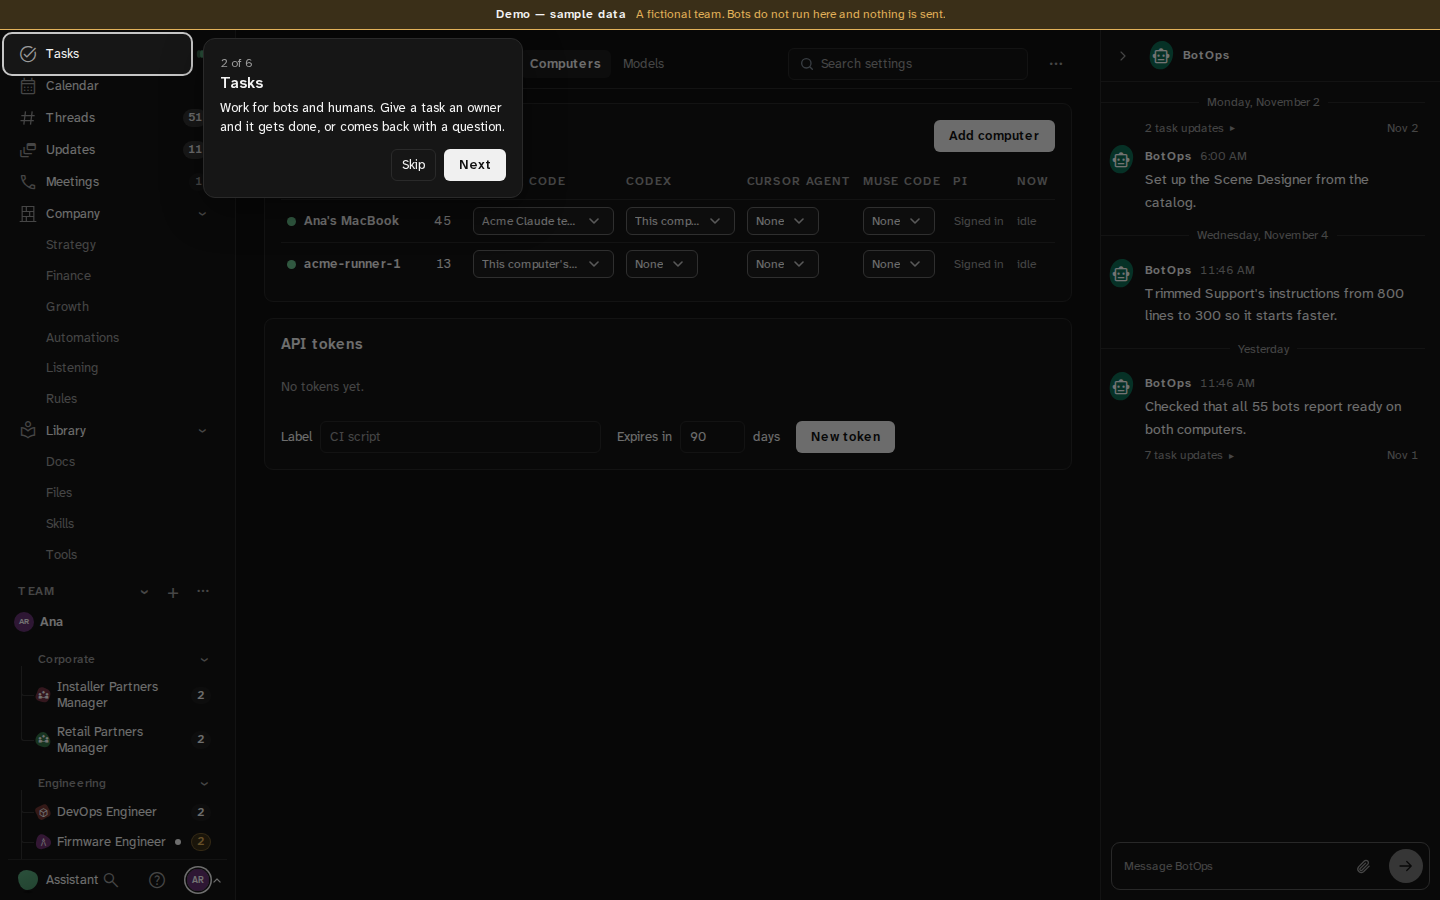 Demo — sample data A fictional team. Bots do not run here and nothing is sent.
Tasks
Calendar
Threads 51
Updates 11
Meetings 1
Company
Strategy
Finance
Growth
Automations
Listening
Rules
Library
Docs
Files
Skills
Tools
TEAM
AR Ana
Corporate
Installer Partners Manager 2
Retail Partners Manager 2
Engineering
DevOps Engineer 2
Firmware Engineer 2
Assistant
AR
2 of 6
Tasks
Work for bots and humans. Give a task an owner
and it gets done, or comes back with a question.
Skip Next
Computers Models Search settings
Add computer
CODE CODEX CURSOR AGENT MUSE CODE PI NOW
Ana's MacBook 45 Acme Claude te... This comp... None None Signed in idle
acme-runner-1 13 This computer's... None None None Signed in idle
API tokens
No tokens yet.
Label CI script Expires in 90 days New token
BotOps
Monday, November 2
2 task updates ▸ Nov 2
BotOps 6:00 AM
Set up the Scene Designer from the
catalog.
Wednesday, November 4
BotOps 11:46 AM
Trimmed Support's instructions from 800
lines to 300 so it starts faster.
Yesterday
BotOps 11:46 AM
Checked that all 55 bots report ready on
both computers.
7 task updates ▸ Nov 1
Message BotOps